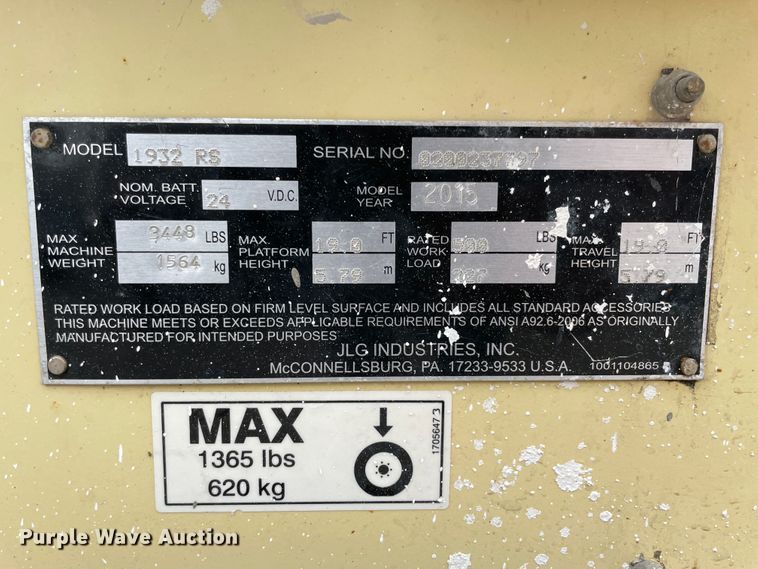 MODEL 1932 RS SERIAL NO.
NOM. BATT. VOLTAGE 24 V.D.C. MODEL YEAR 2015
MAX MACHINE WEIGHT 3448 LBS 1564 kg
MAX. PLATFORM HEIGHT 19.0 FT 5.79 m
RATED WORK LOAD 500 LBS 227 kg
MAX. TRAVEL HEIGHT 19.0 FT 5.79 m
RATED WORK LOAD BASED ON FIRM LEVEL SURFACE AND INCLUDES ALL STANDARD ACCESSORIES
THIS MACHINE MEETS OR EXCEEDS APPLICABLE REQUIREMENTS OF ANSI A92.6-2006 AS ORIGINALLY
MANUFACTURED FOR INTENDED PURPOSES
JLG INDUSTRIES, INC.
McCONNELLSBURG, PA. 17233-9533 U.S.A. 1001104865
MAX
1365 lbs
620 kg
1705647 3
Purple Wave Auction